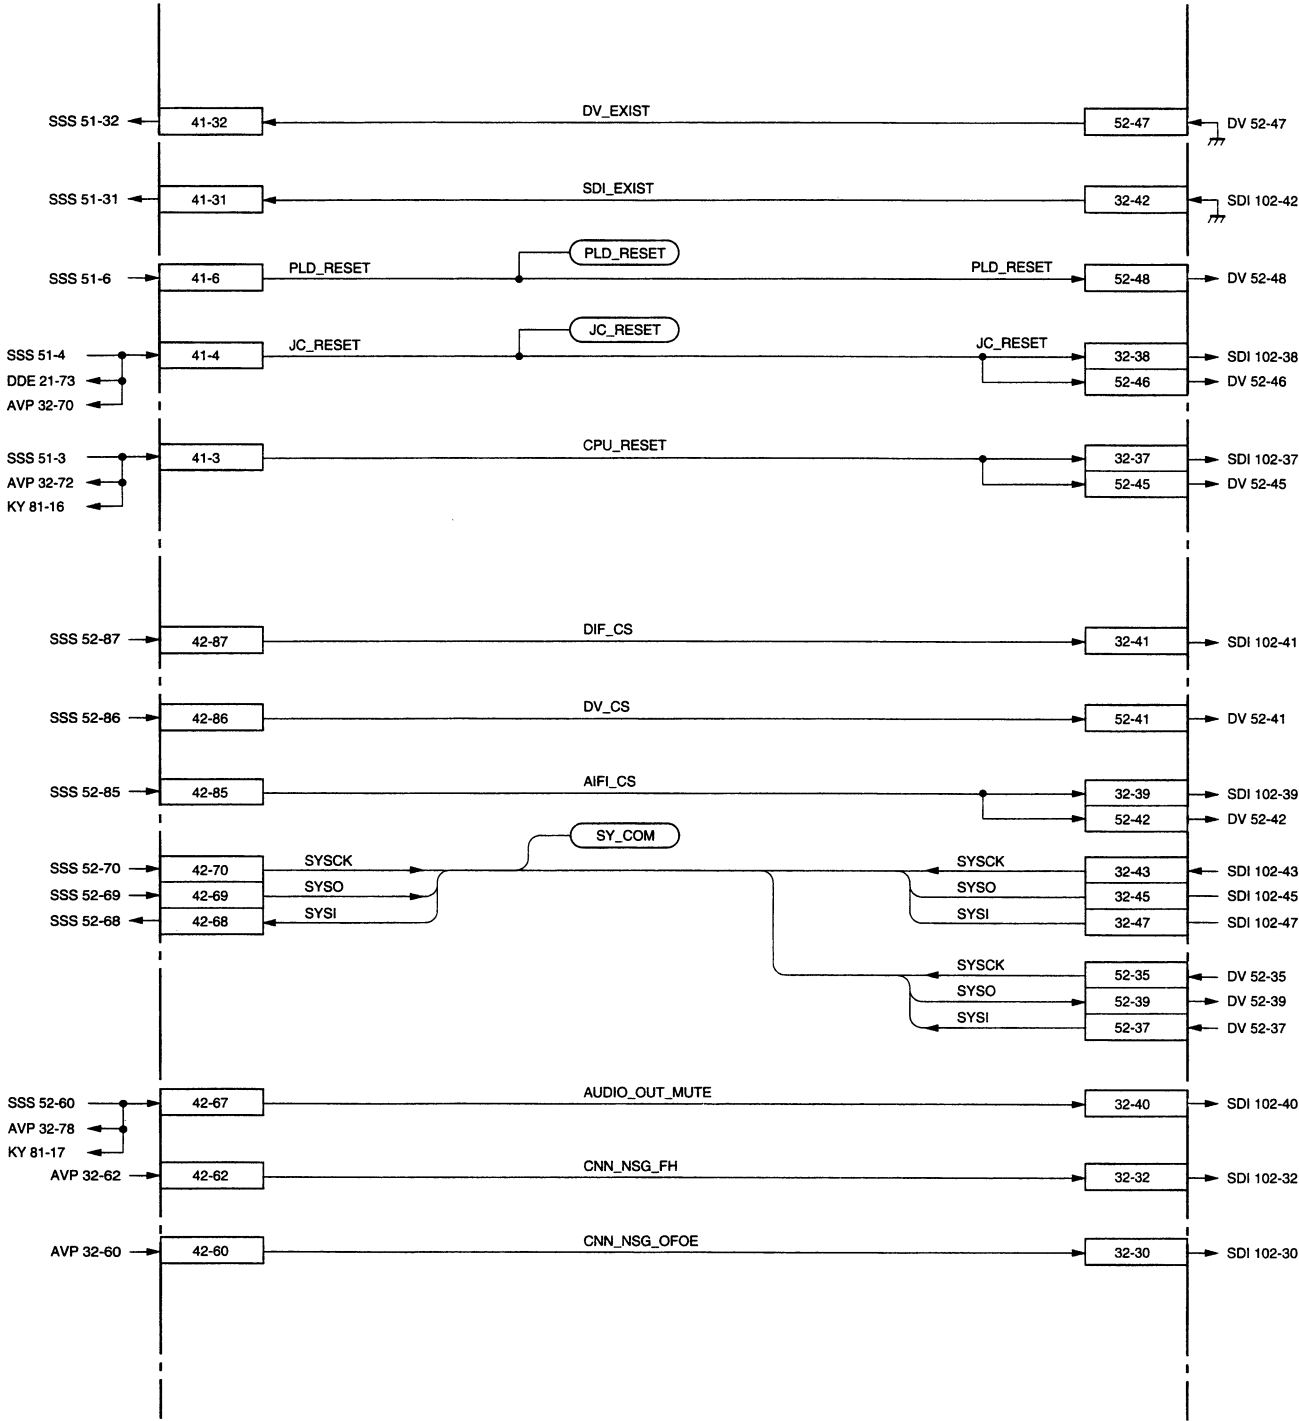 SSS 51-32 41-32 DV_EXIST 52-47 DV 52-47
SSS 51-31 41-31 SDI_EXIST 32-42 SDI 102-42
PLD_RESET
SSS 51-6 41-6 PLD_RESET PLD_RESET 52-48 DV 52-48
JC_RESET
SSS 51-4 41-4 JC_RESET JC_RESET 32-38 SDI 102-38
DDE 21-73 52-46 DV 52-46
AVP 32-70
SSS 51-3 41-3 CPU_RESET 32-37 SDI 102-37
AVP 32-72 52-45 DV 52-45
KY 81-16
SSS 52-87 42-87 DIF_CS 32-41 SDI 102-41
SSS 52-86 42-86 DV_CS 52-41 DV 52-41
SSS 52-85 42-85 AIFI_CS 32-39 SDI 102-39
52-42 DV 52-42
SY_COM
SSS 52-70 42-70 SYSCK SYSCK 32-43 SDI 102-43
SSS 52-69 42-69 SYSO SYSO 32-45 SDI 102-45
SSS 52-68 42-68 SYSI SYSI 32-47 SDI 102-47
SYSCK 52-35 DV 52-35
SYSO 52-39 DV 52-39
SYSI 52-37 DV 52-37
SSS 52-60 42-67 AUDIO_OUT_MUTE 32-40 SDI 102-40
AVP 32-78
KY 81-17
AVP 32-62 42-62 CNN_NSG_FH 32-32 SDI 102-32
AVP 32-60 42-60 CNN_NSG_OFOE 32-30 SDI 102-30